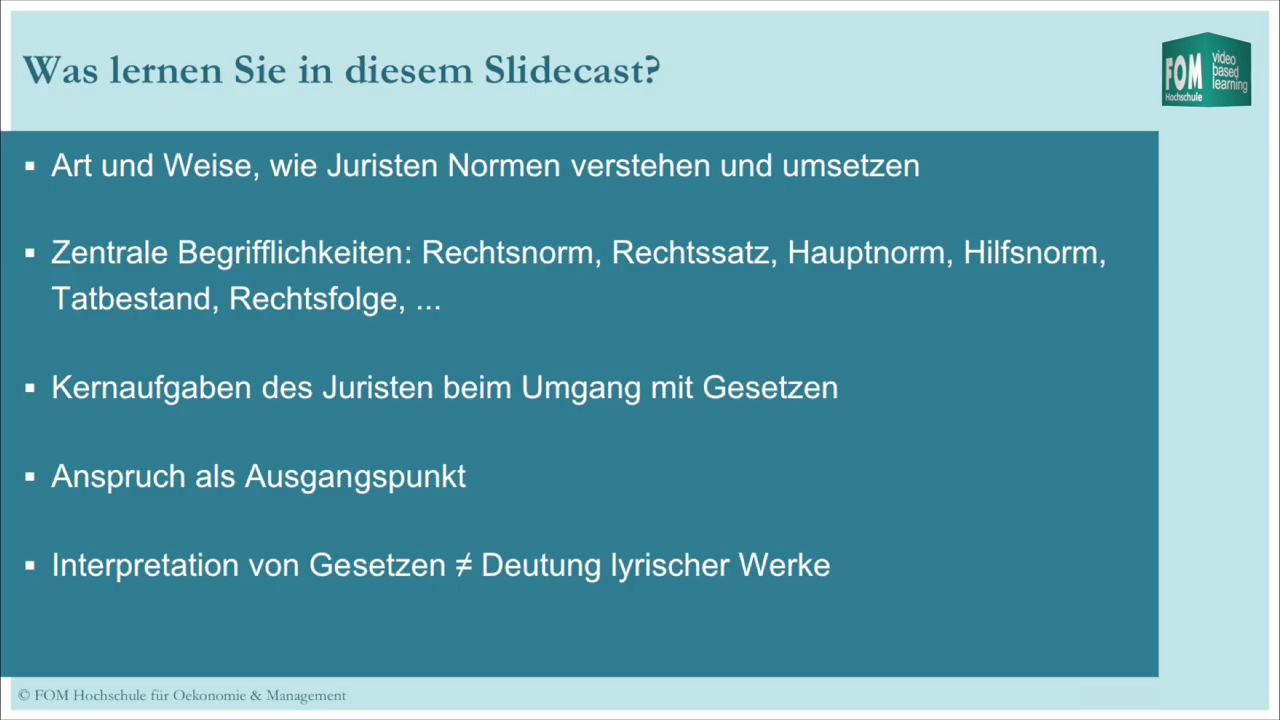 Was lernen Sie in diesem Slidecast?
FOM
Hochschule
video
based
learning
▪ Art und Weise, wie Juristen Normen verstehen und umsetzen
▪ Zentrale Begrifflichkeiten: Rechtsnorm, Rechtssatz, Hauptnorm, Hilfsnorm,
Tatbestand, Rechtsfolge, ...
▪ Kernaufgaben des Juristen beim Umgang mit Gesetzen
▪ Anspruch als Ausgangspunkt
▪ Interpretation von Gesetzen ≠ Deutung lyrischer Werke
© FOM Hochschule für Oekonomie & Management